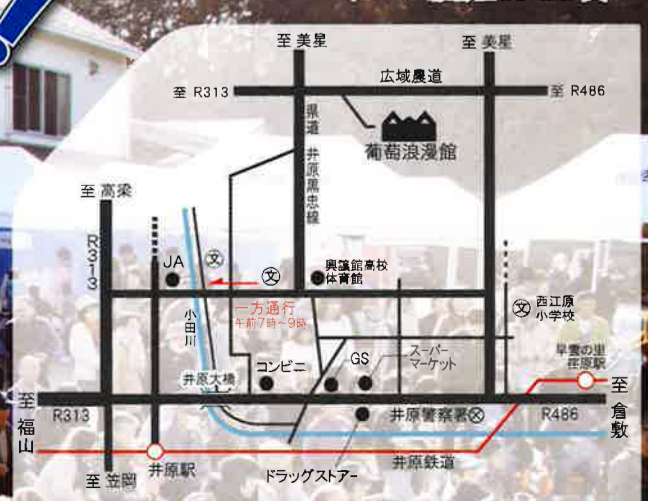 至 美星
至 美星
広域農道
至 R313
至 R486
県道 井原黒忠線
葡萄浪漫館
至 高梁
R313
JA
文
文
興譲館高校
体育館
一方通行
午前7時～9時
小田川
文
西江原
小学校
早雲の里
荏原駅
コンビニ
GS
スーパー
マーケット
井原大橋
至 福山
R313
井原警察署
R486
至 倉敷
至 笠岡
井原駅
ドラッグストアー
井原鉄道